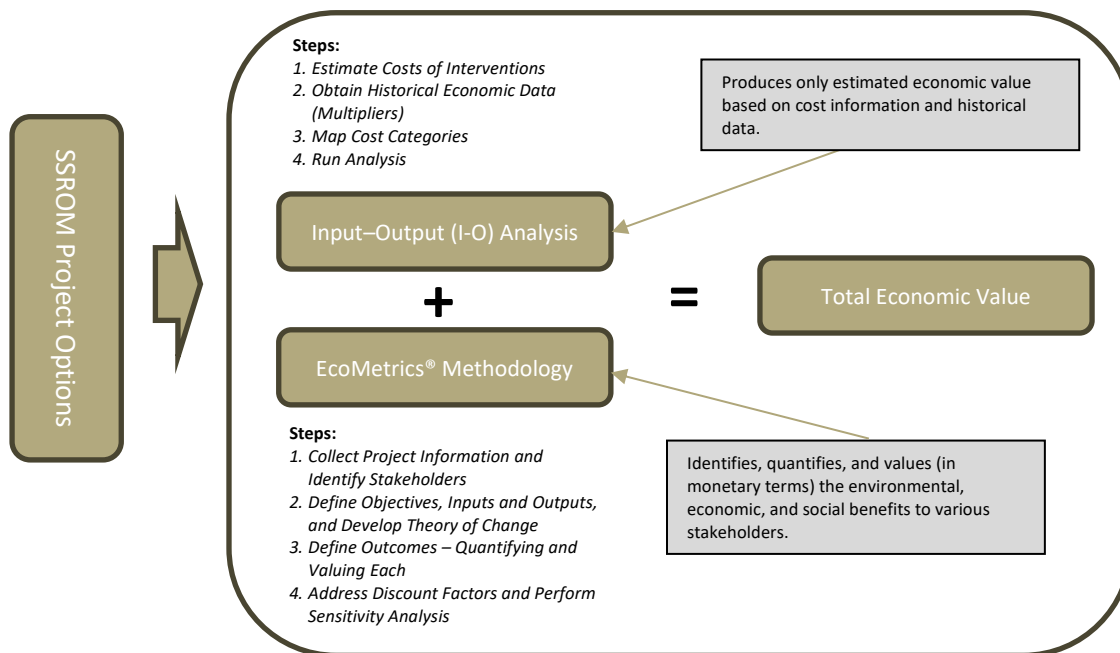 SSROM Project Options
Steps:
1. Estimate Costs of Interventions
2. Obtain Historical Economic Data
(Multipliers)
3. Map Cost Categories
4. Run Analysis
Produces only estimated economic value
based on cost information and historical
data.
Input–Output (I-O) Analysis
+
=
Total Economic Value
EcoMetrics® Methodology
Steps:
1. Collect Project Information and
Identify Stakeholders
2. Define Objectives, Inputs and Outputs,
and Develop Theory of Change
3. Define Outcomes – Quantifying and
Valuing Each
4. Address Discount Factors and Perform
Sensitivity Analysis
Identifies, quantifies, and values (in
monetary terms) the environmental,
economic, and social benefits to various
stakeholders.